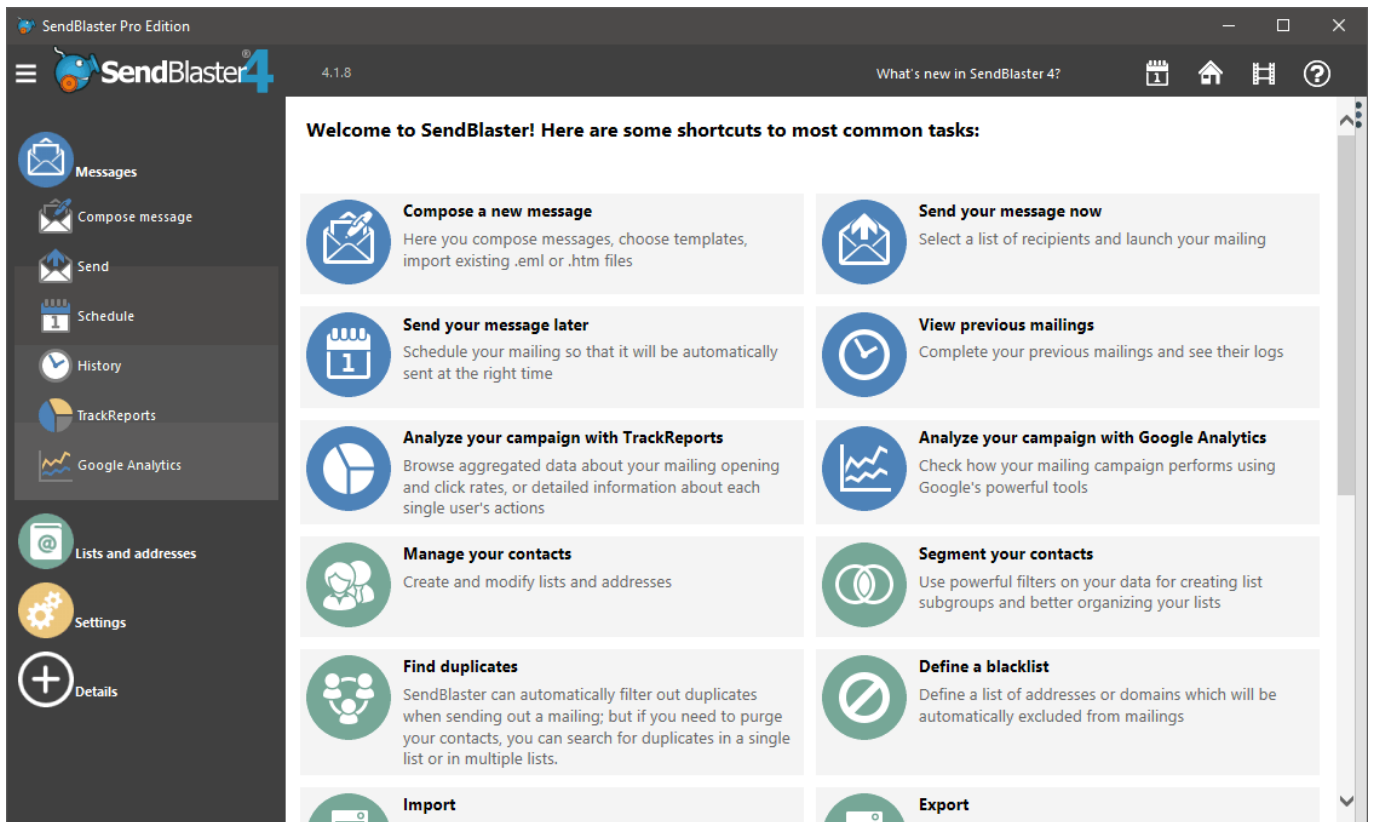 SendBlaster Pro Edition
SendBlaster®4
4.1.8
What's new in SendBlaster 4?
1
Messages
Compose message
Send
1
Schedule
History
TrackReports
Google Analytics
@
Lists and addresses
Settings
Details
Welcome to SendBlaster! Here are some shortcuts to most common tasks:
Compose a new message
Here you compose messages, choose templates,
import existing .eml or .htm files
Send your message now
Select a list of recipients and launch your mailing
1
Send your message later
Schedule your mailing so that it will be automatically
sent at the right time
View previous mailings
Complete your previous mailings and see their logs
Analyze your campaign with TrackReports
Browse aggregated data about your mailing opening
and click rates, or detailed information about each
single user's actions
Analyze your campaign with Google Analytics
Check how your mailing campaign performs using
Google's powerful tools
Manage your contacts
Create and modify lists and addresses
Segment your contacts
Use powerful filters on your data for creating list
subgroups and better organizing your lists
Find duplicates
SendBlaster can automatically filter out duplicates
when sending out a mailing; but if you need to purge
your contacts, you can search for duplicates in a single
list or in multiple lists.
Define a blacklist
Define a list of addresses or domains which will be
automatically excluded from mailings
Import
Export